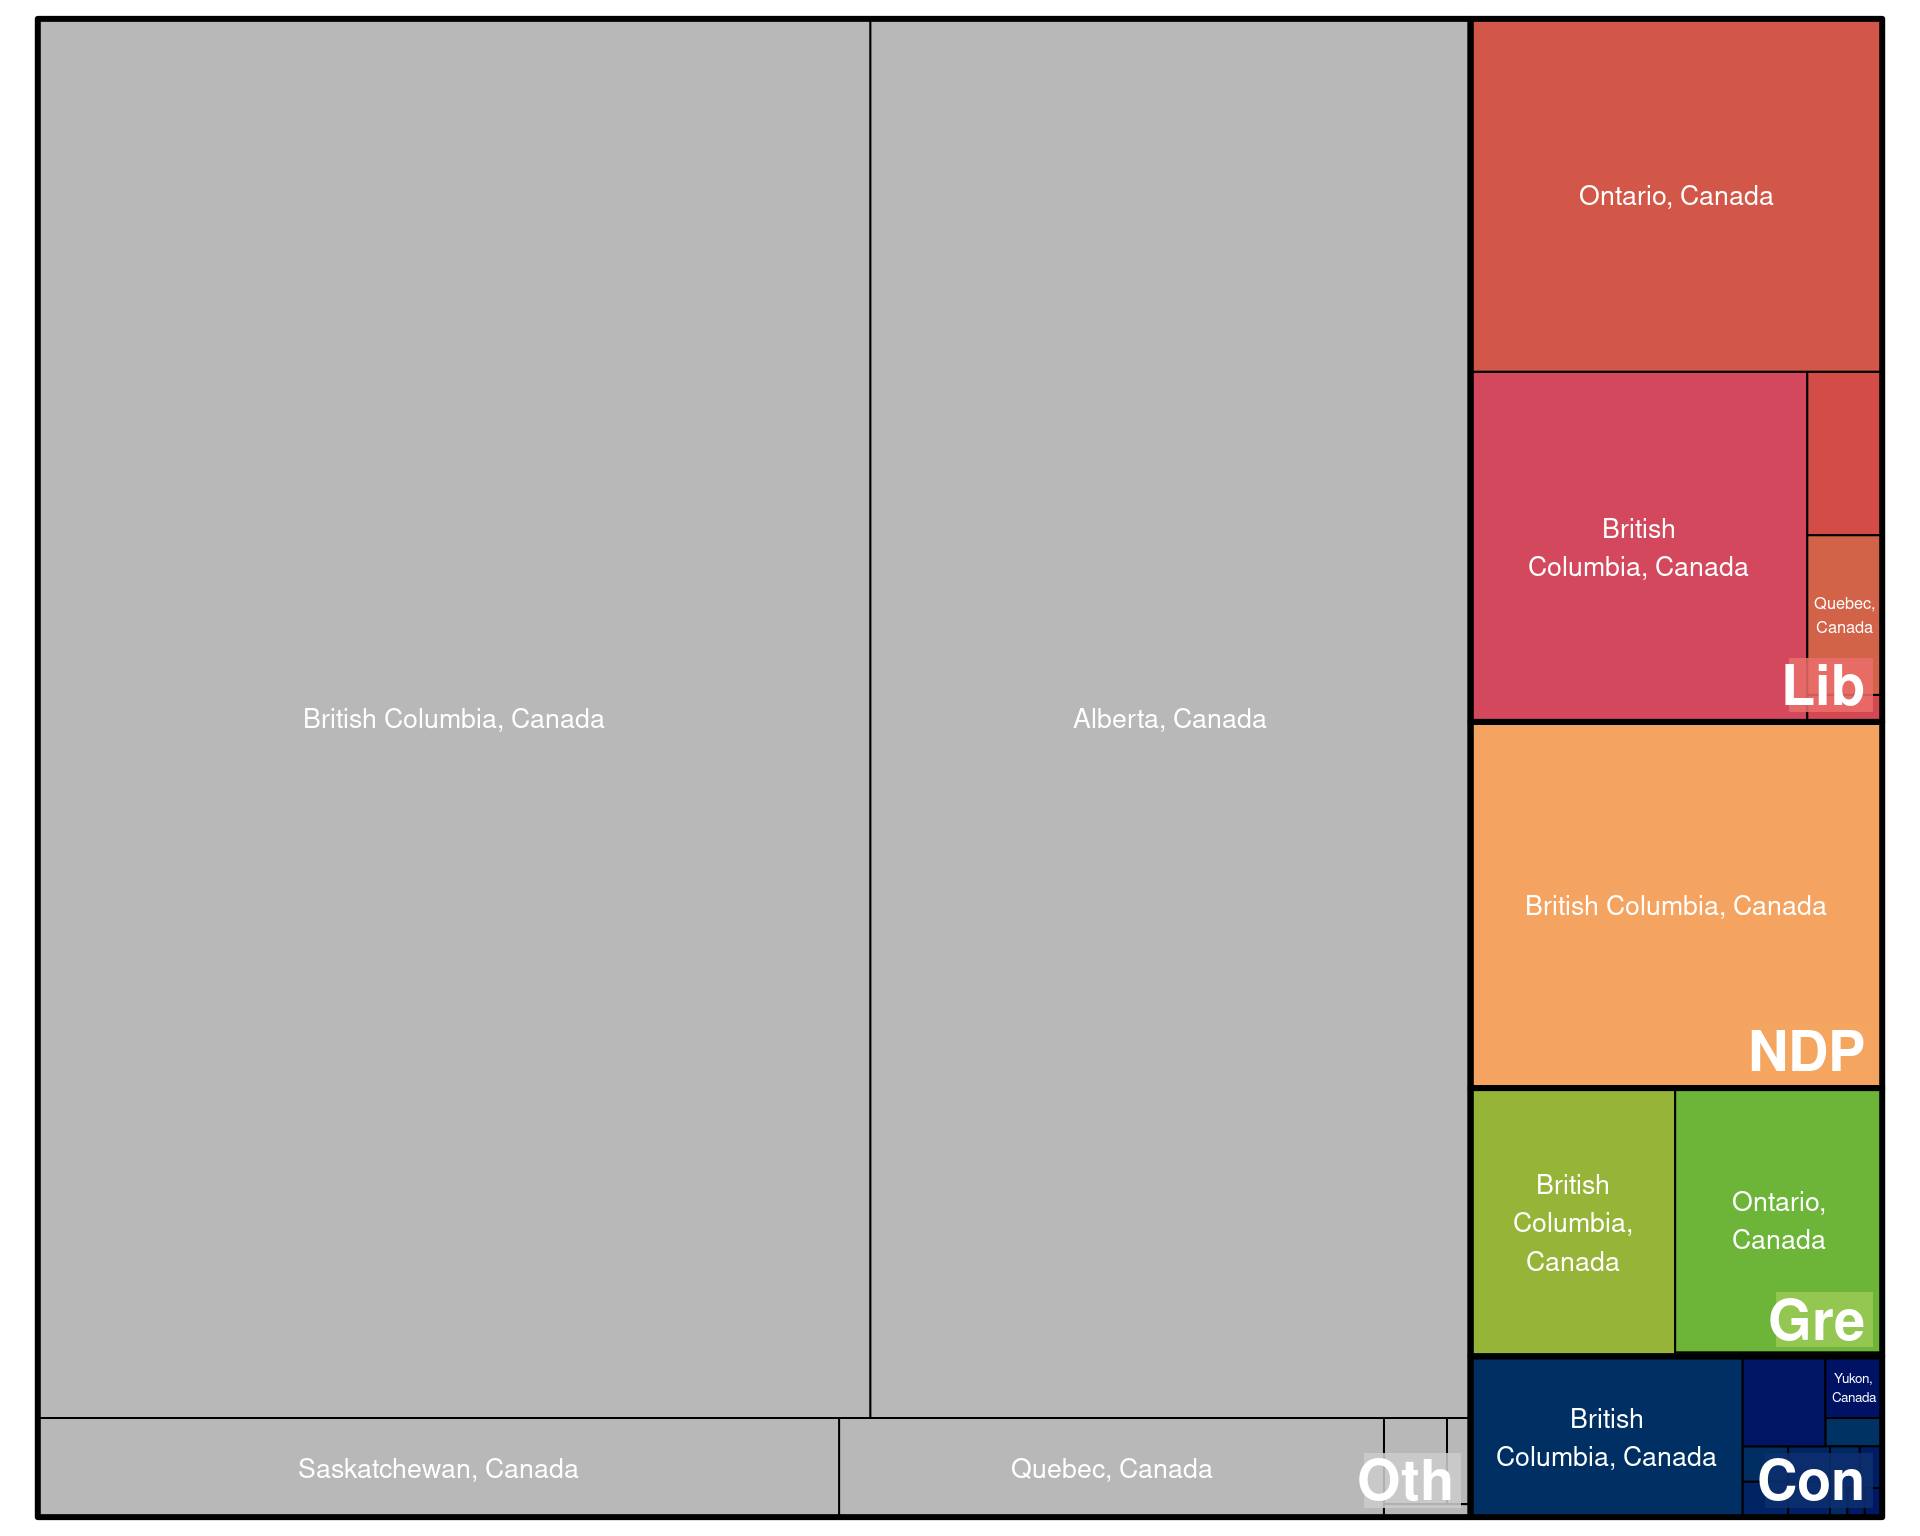 British Columbia, Canada
Alberta, Canada
Saskatchewan, Canada
Quebec, Canada
Oth
Ontario, Canada
British
Columbia, Canada
Quebec,
Canada
Lib
British Columbia, Canada
NDP
British
Columbia,
Canada
Ontario,
Canada
Gre
British
Columbia, Canada
Yukon,
Canada
Con